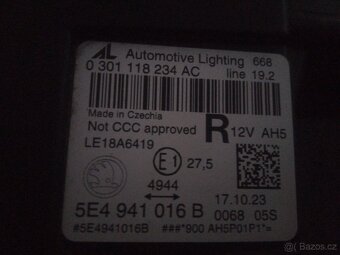 AL Automotive Lighting 668
0 301 118 234 AC line 19.2
Made in Czechia
Not CCC approved R 12V AH5
LE18A6419 E1 27,5
4944
17.10.23
5E4 941 016 B 0068 05S
#5E4941016B ###*900 AH5P01P1*=
bazos.cz